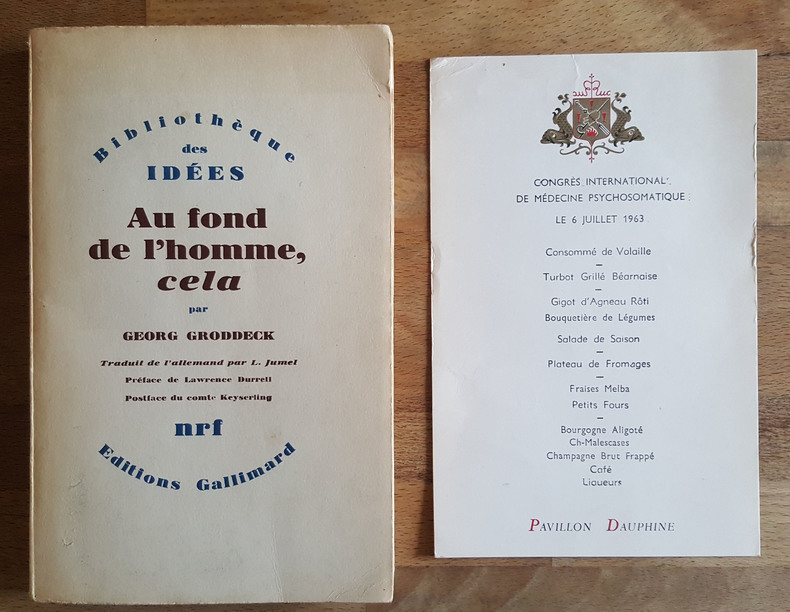 Bibliothèque
des
IDÉES
Au fond
de l'homme,
cela
par
GEORG GRODDECK
Traduit de l'allemand par L. Jumel
Préface de Lawrence Durrell
Postface du comte Keyserling
nrf
Editions Gallimard
CONGRÈS INTERNATIONAL
DE MÉDECINE PSYCHOSOMATIQUE
LE 6 JUILLET 1963
Consommé de Volaille
Turbot Grillé Béarnaise
Gigot d'Agneau Rôti
Bouquetière de Légumes
Salade de Saison
Plateau de Fromages
Fraises Melba
Petits Fours
Bourgogne Aligoté
Ch-Malescases
Champagne Brut Frappé
Café
Liqueurs
PAVILLON DAUPHINE